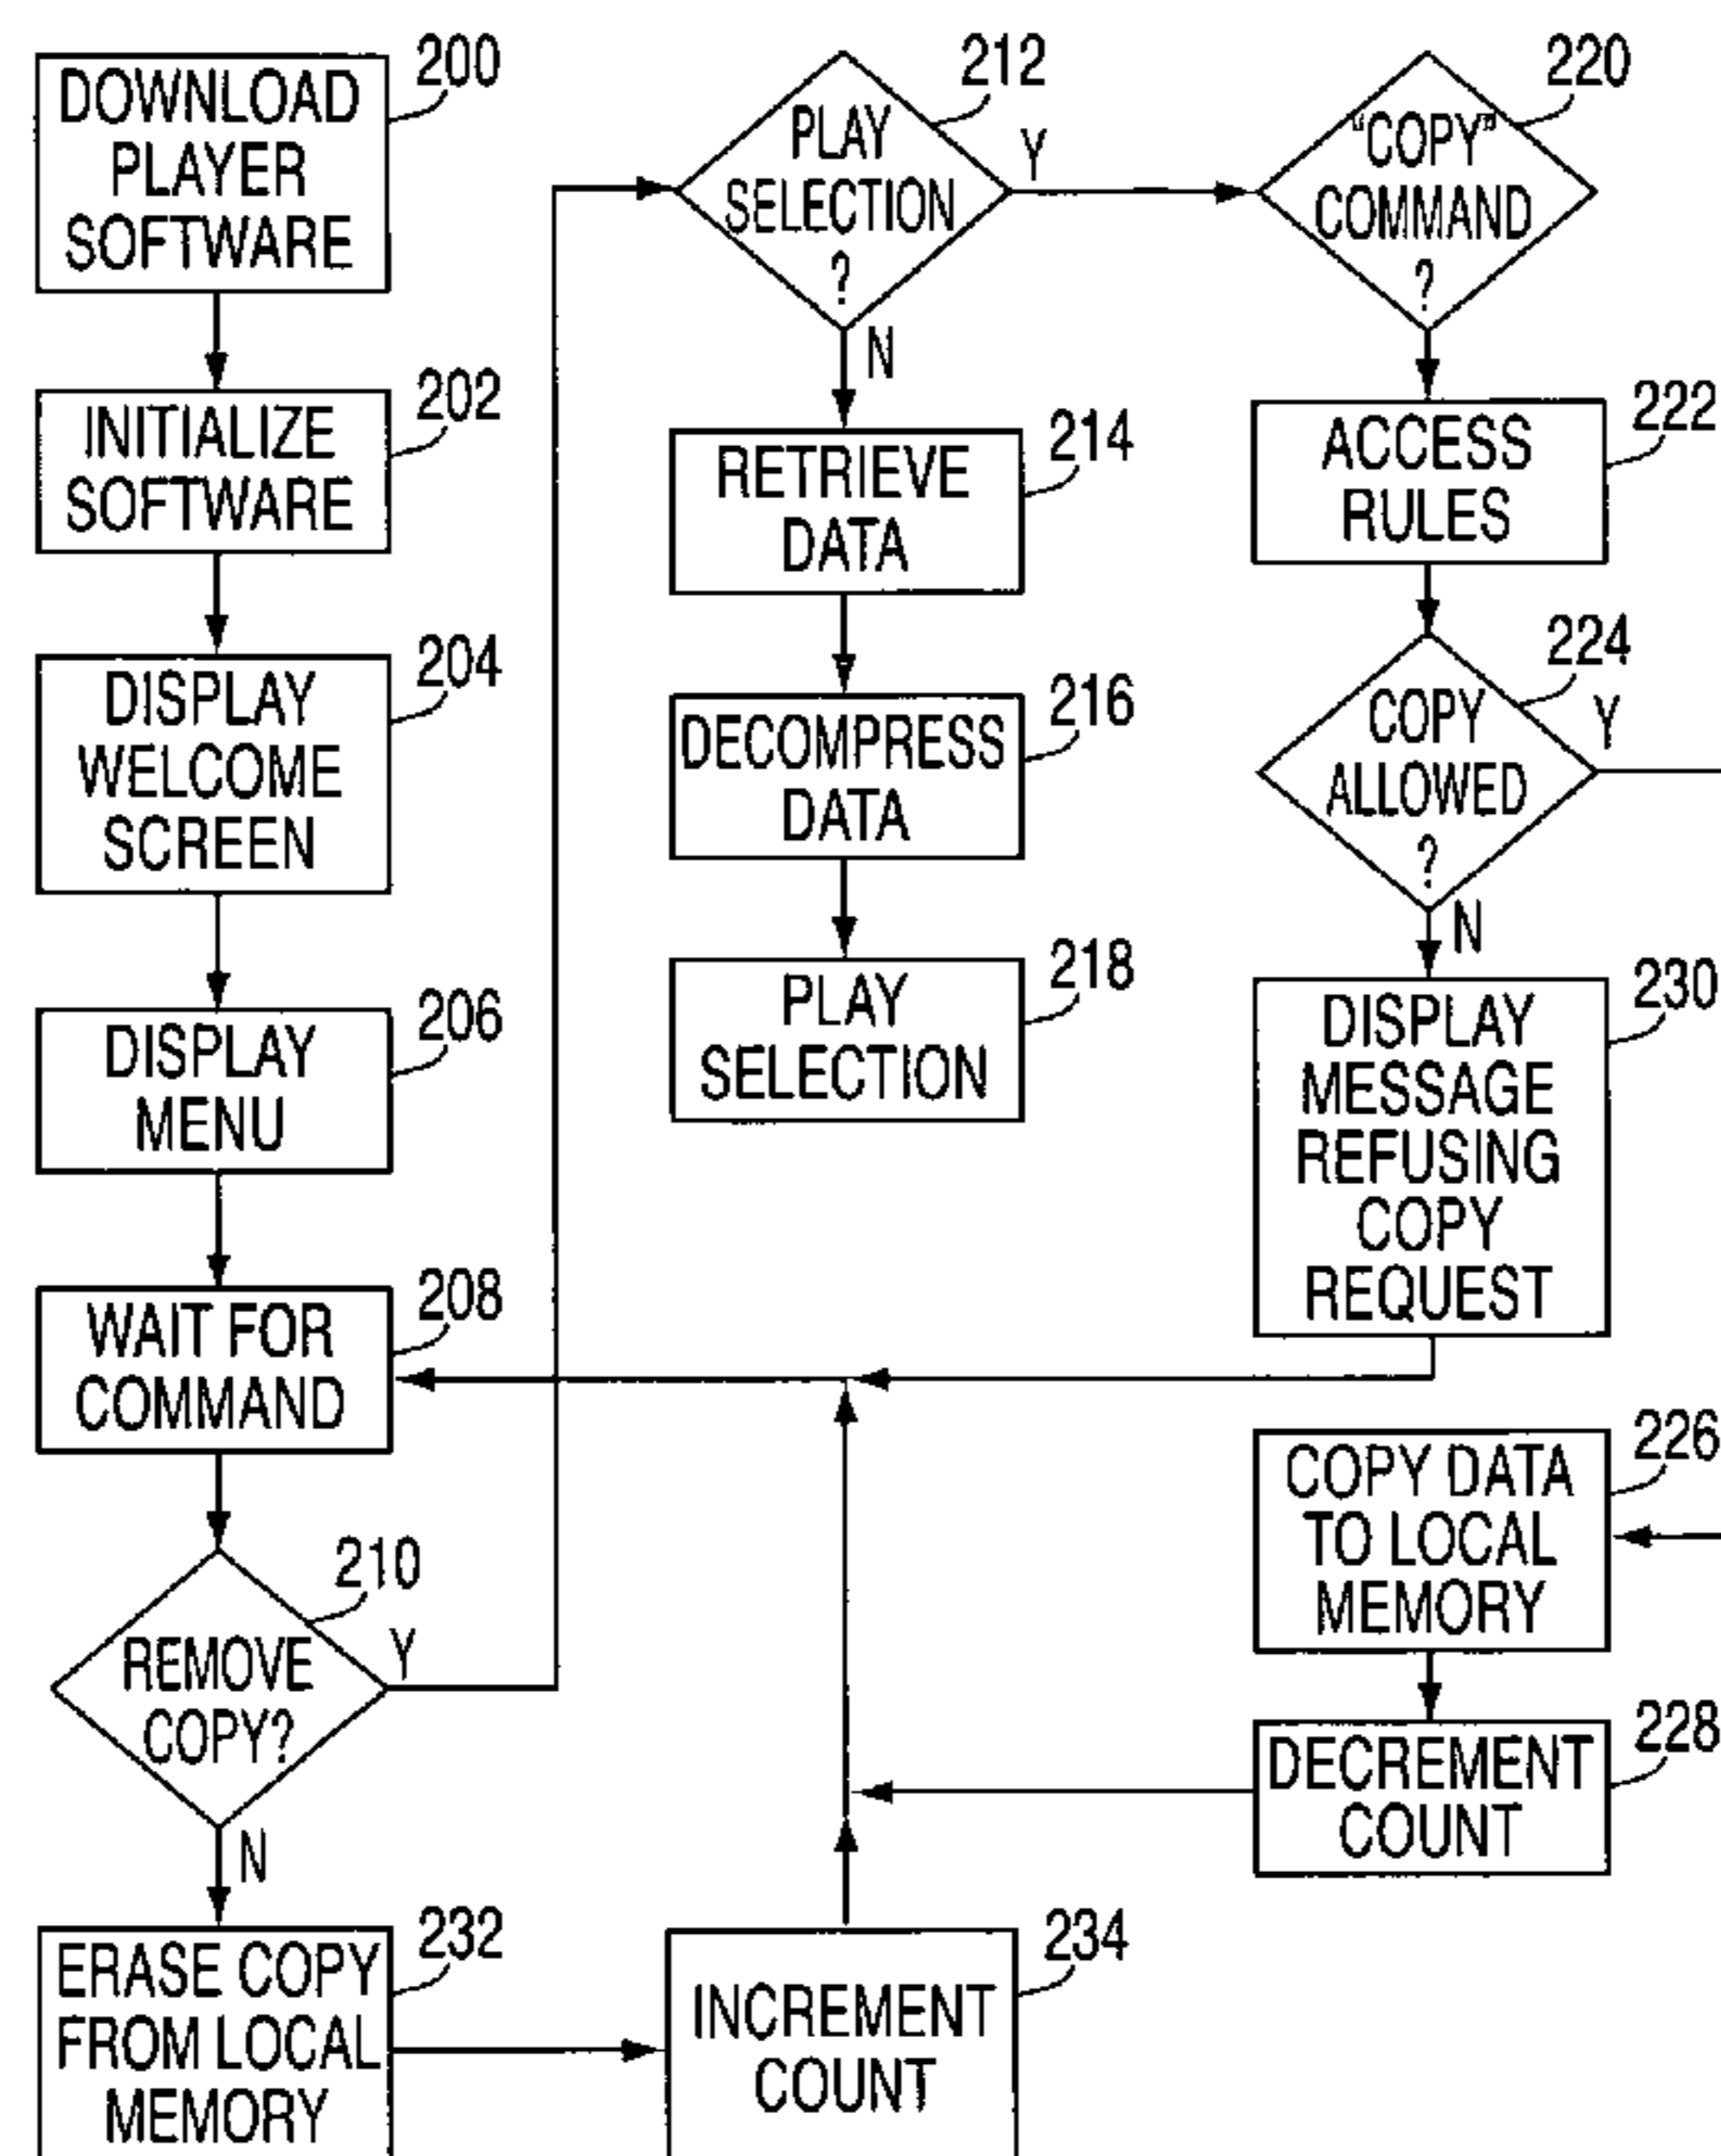 DOWNLOAD
PLAYER
SOFTWARE
200
INITIALIZE
SOFTWARE
202
DISPLAY
WELCOME
SCREEN
204
DISPLAY
MENU
206
WAIT FOR
COMMAND
208
REMOVE
COPY?
210
Y
N
ERASE COPY
FROM LOCAL
MEMORY
232
INCREMENT
COUNT
234
PLAY
SELECTION
?
212
Y
N
RETRIEVE
DATA
214
DECOMPRESS
DATA
216
PLAY
SELECTION
218
"COPY"
COMMAND
?
220
ACCESS
RULES
222
COPY
ALLOWED
?
224
Y
N
DISPLAY
MESSAGE
REFUSING
COPY
REQUEST
230
COPY DATA
TO LOCAL
MEMORY
226
DECREMENT
COUNT
228